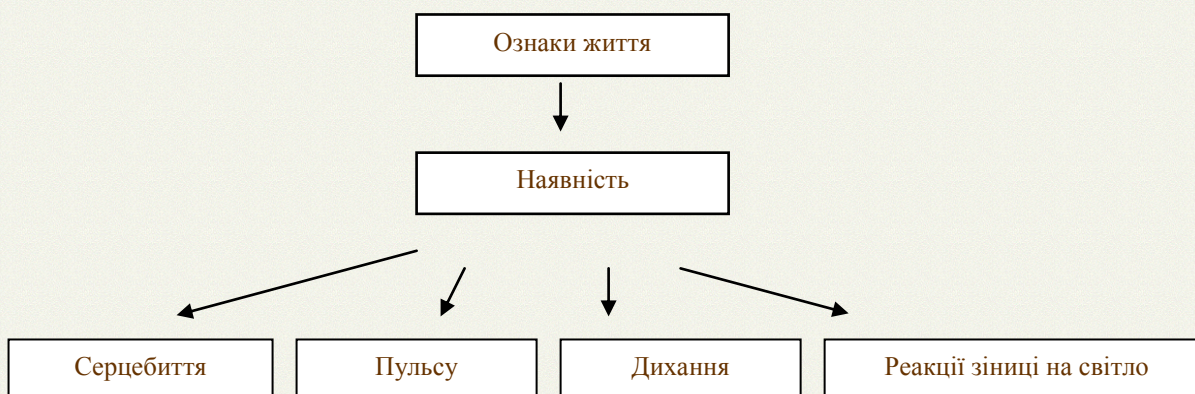 Ознаки життя
Наявність
Серцебиття
Пульсу
Дихання
Реакції зіниці на світло